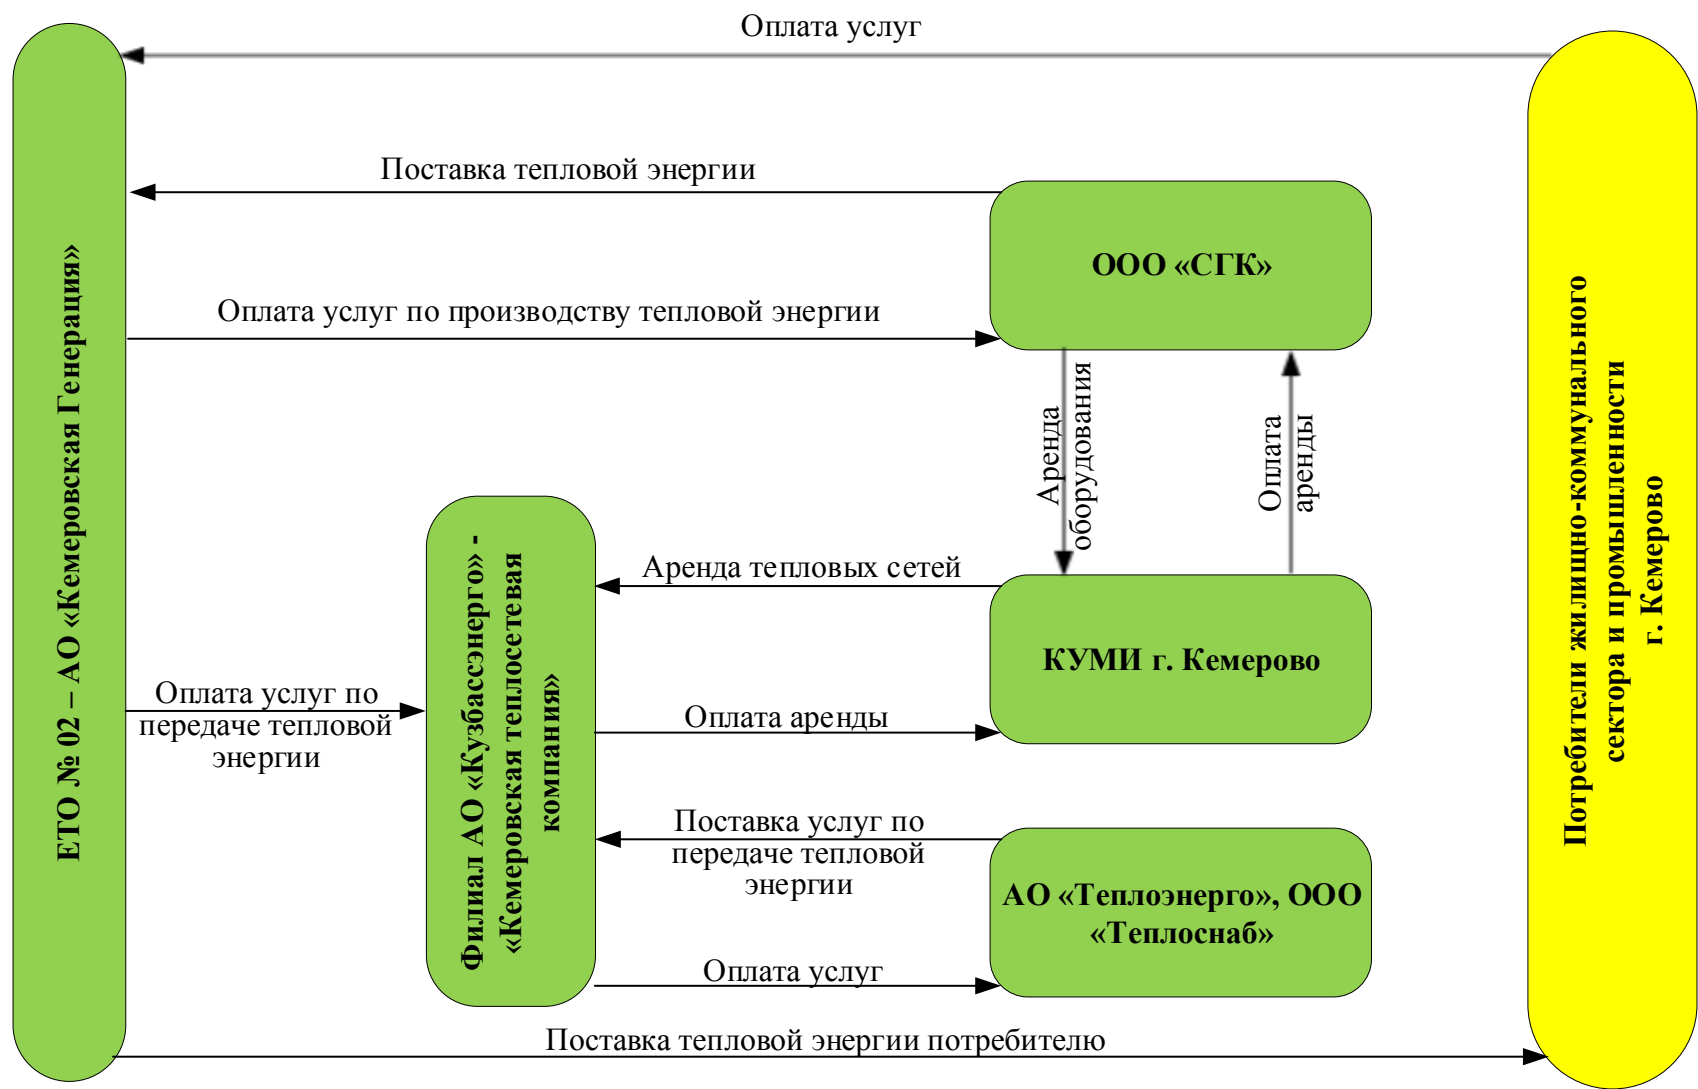 Оплата услуг
Поставка тепловой энергии
ООО «СГК»
Оплата услуг по производству тепловой энергии
Аренда
оборудования
Оплата
аренды
ЕТО № 02 – АО «Кемеровская Генерация»
Филиал АО «Кузбассэнерго» -
«Кемеровская теплосетевая
компания»
Аренда тепловых сетей
КУМИ г. Кемерово
Оплата услуг по
передаче тепловой
энергии
Оплата аренды
Поставка услуг по
передаче тепловой
энергии
АО «Теплоэнерго», ООО
«Теплоснаб»
Оплата услуг
Поставка тепловой энергии потребителю
Потребители жилищно-коммунального
сектора и промышленности
г. Кемерово